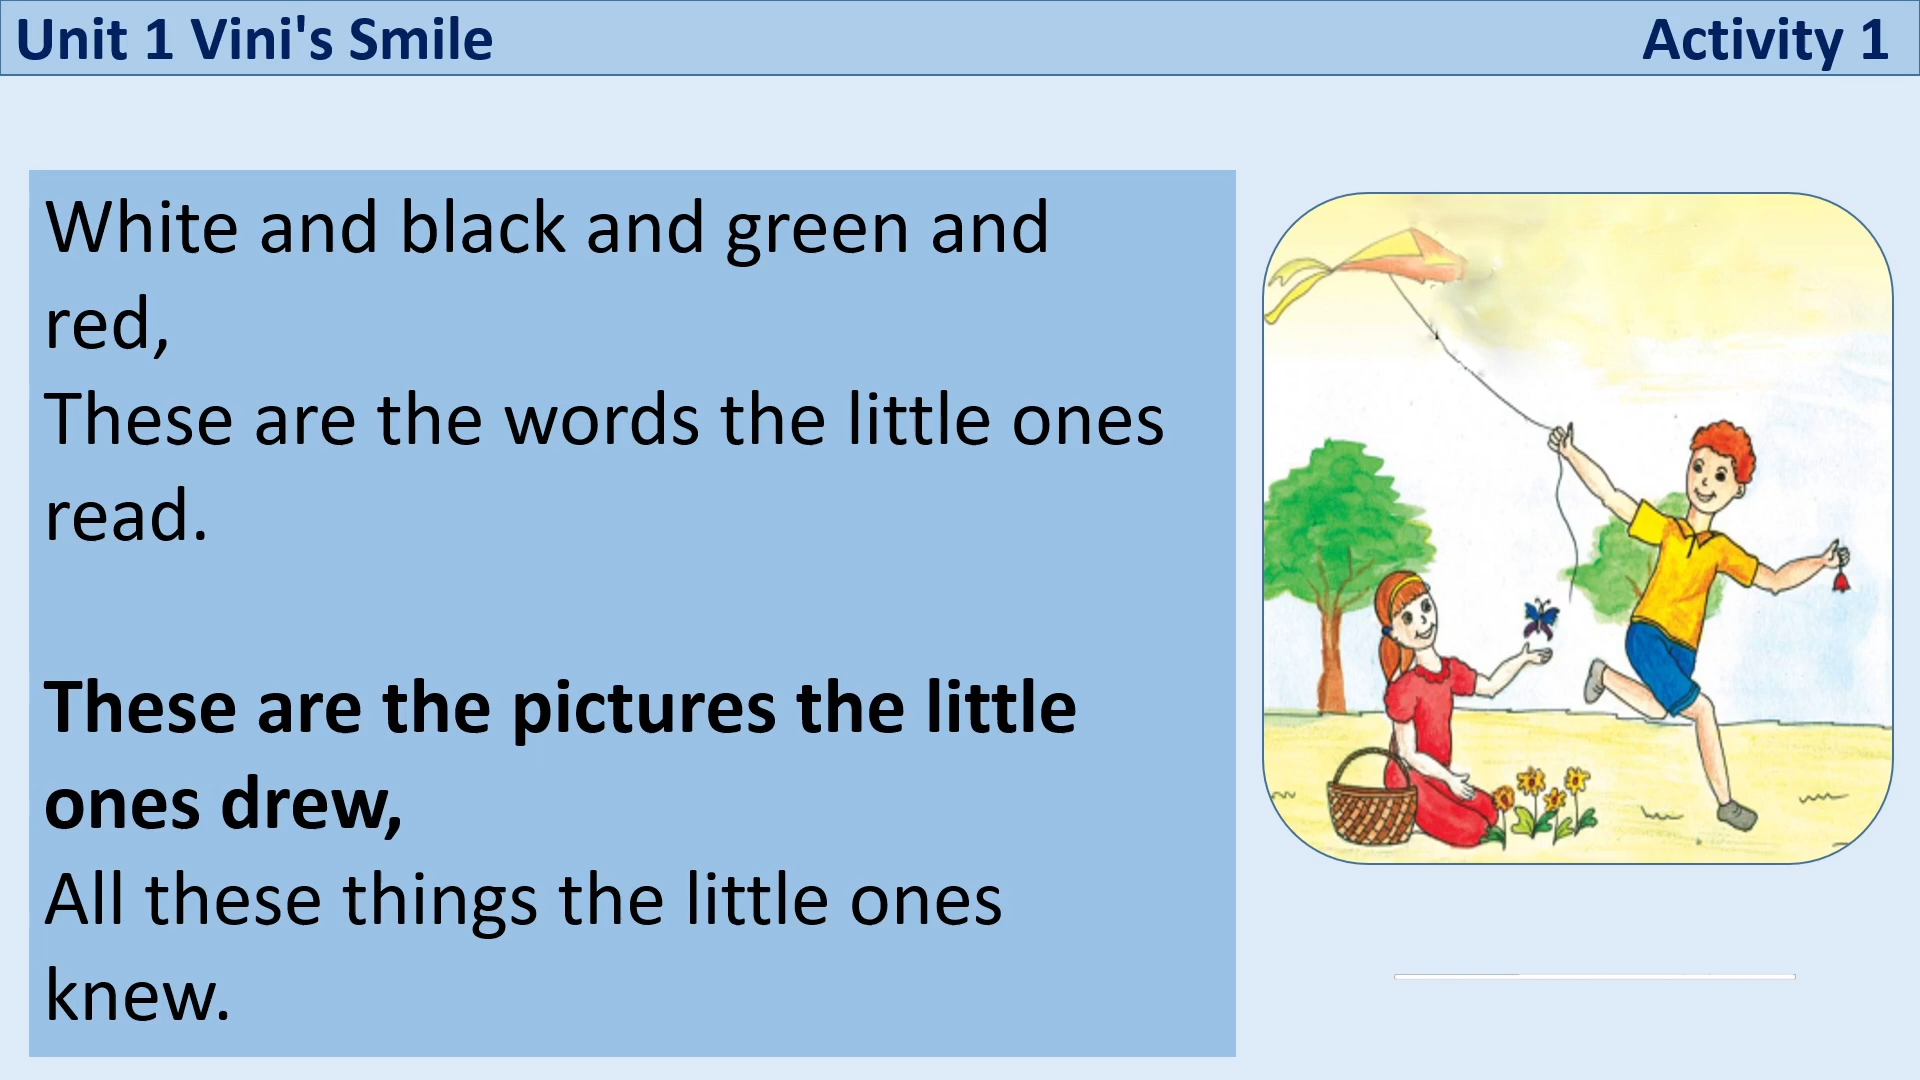 Unit 1 Vini's Smile
Activity 1
White and black and green and
red,
These are the words the little ones
read.
These are the pictures the little
ones drew,
All these things the little ones
knew.